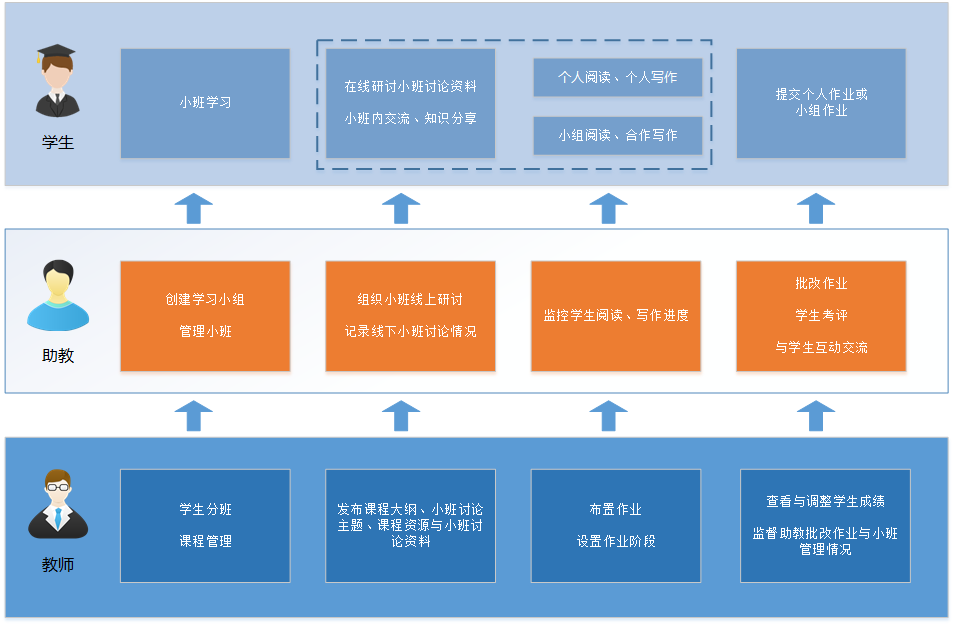 小班学习
在线研讨小班讨论资料
小班内交流、知识分享
个人阅读、个人写作
小组阅读、合作写作
提交个人作业或
小组作业
学生
创建学习小组
管理小班
组织小班线上研讨
记录线下小班讨论情况
监控学生阅读、写作进度
批改作业
学生考评
与学生互动交流
助教
学生分班
课程管理
发布课程大纲、小班讨论
主题、课程资源与小班讨
论资料
布置作业
设置作业阶段
查看与调整学生成绩
监督助教批改作业与小班
管理情况
教师